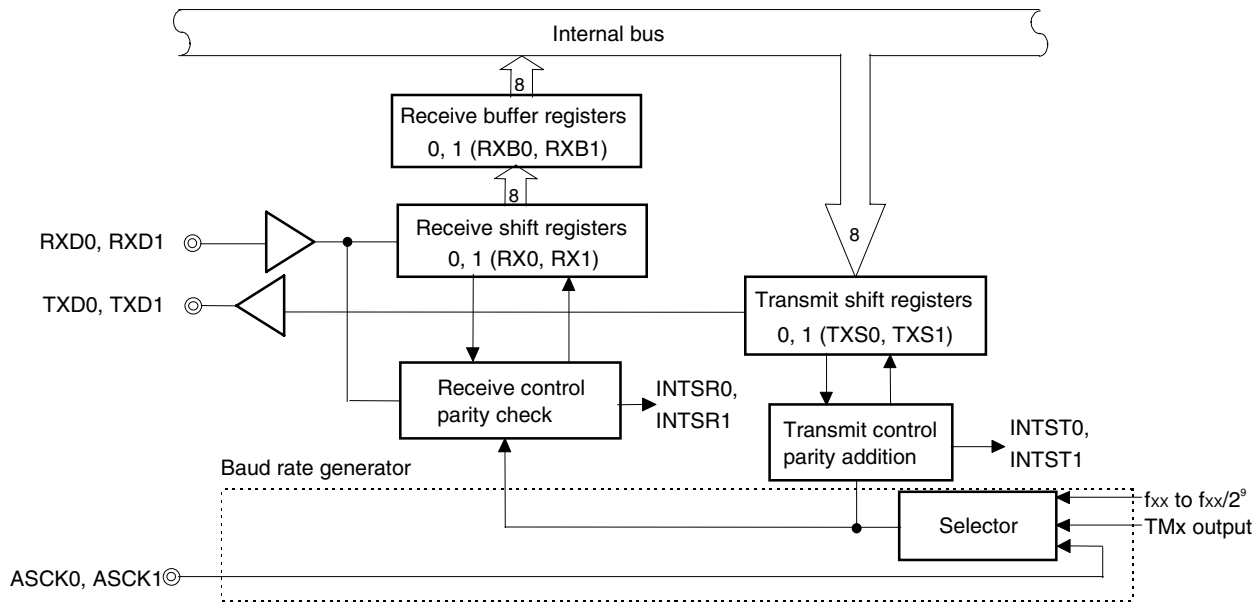 Internal bus
8
Receive buffer registers
0, 1 (RXB0, RXB1)
8
Receive shift registers
0, 1 (RX0, RX1)
RXD0, RXD1
TXD0, TXD1
8
Transmit shift registers
0, 1 (TXS0, TXS1)
Receive control
parity check
INTSR0,
INTSR1
Transmit control
parity addition
INTST0,
INTST1
Baud rate generator
Selector
fxx to fxx/2⁹
TMx output
ASCK0, ASCK1